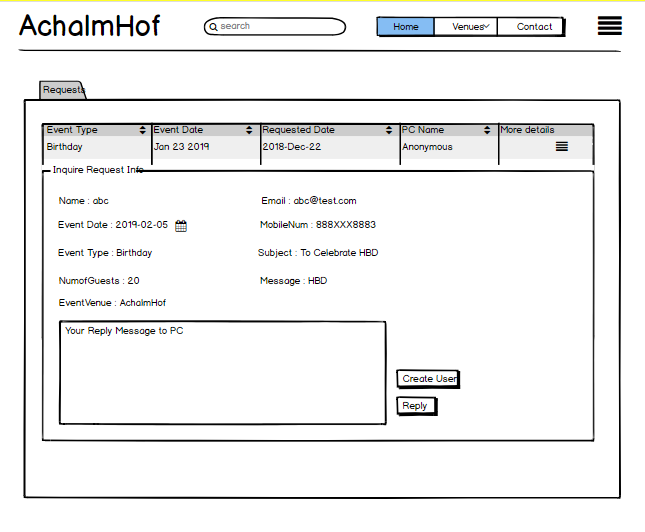 AchalmHof
search
Home Venues Contact
Requests
Event Type Event Date Requested Date PC Name More details
Birthday Jan 23 2019 2018-Dec-22 Anonymous
Inquire Request Info
Name : abc Email : abc@test.com
Event Date : 2019-02-05 MobileNum : 888XXX8883
Event Type : Birthday Subject : To Celebrate HBD
NumofGuests : 20 Message : HBD
EventVenue : AchalmHof
Your Reply Message to PC
Create User
Reply